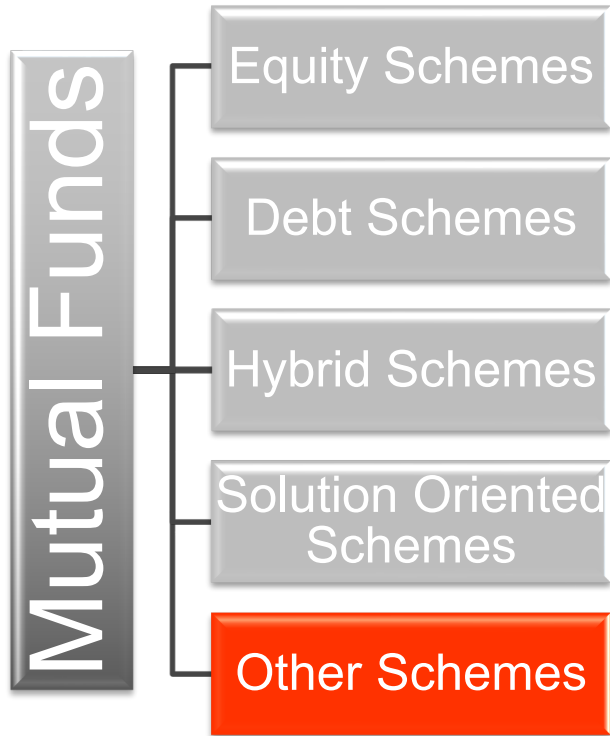 Mutual Funds
Equity Schemes
Debt Schemes
Hybrid Schemes
Solution Oriented
Schemes
Other Schemes